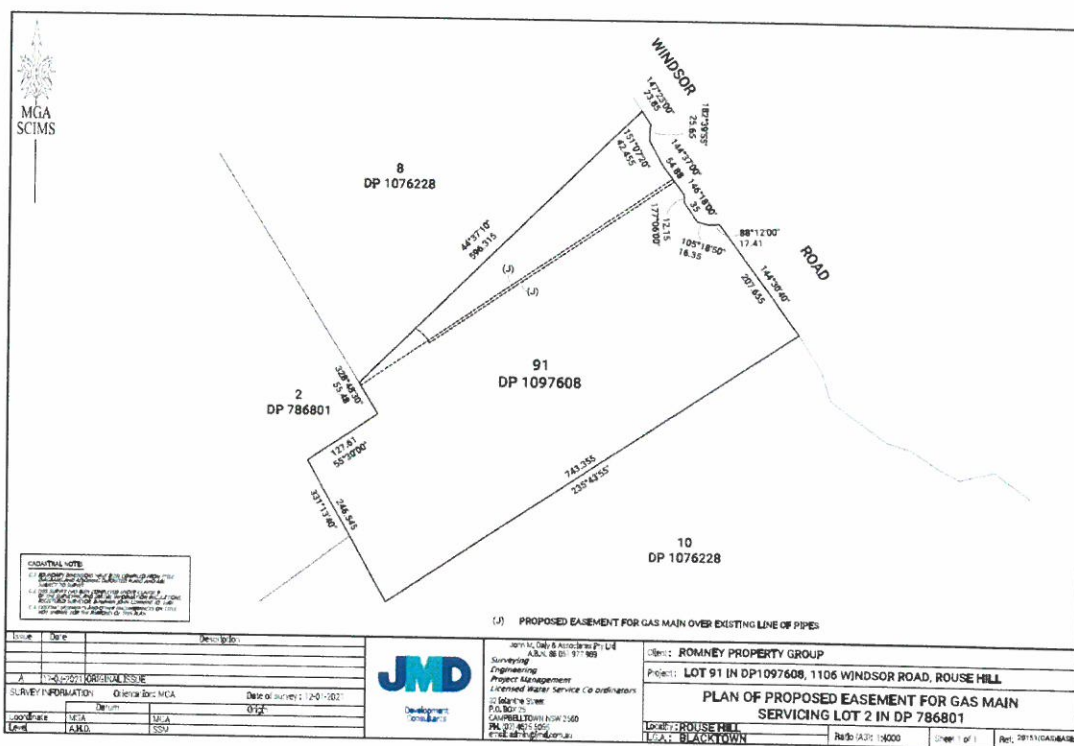 MGA
SCIMS
WINDSOR
ROAD
147°23'00"
23.85
182°39'55"
25.65
151°07'20"
42.455
144°37'00"
54.88
146°18'00"
35
12.15
177°06'00"
105°18'50"
16.35
88°12'00"
17.41
144°30'40"
207.655
8
DP 1076228
44°37'10"
596.315
(J)
(J)
91
DP 1097608
328°48'30"
55.48
2
DP 786801
127.61
55°30'00"
331°13'40"
246.545
743.355
235°43'55"
10
DP 1076228
CADASTRAL NOTE
(J) PROPOSED EASEMENT FOR GAS MAIN OVER EXISTING LINE OF PIPES
Issue Date Description
A ORIGINAL ISSUE
SURVEY INFORMATION Orientation: MGA Date of survey: 12-01-2021
Datum Origin
Coordinate MGA MGA
Level A.H.D. SSM
JMD
Development
Consultants
John M. Daly & Associates Pty Ltd
Surveying
Engineering
Project Management
Licensed Water Service Co ordinators
CAMPBELLTOWN NSW 2560
Client: ROMNEY PROPERTY GROUP
Project: LOT 91 IN DP1097608, 1106 WINDSOR ROAD, ROUSE HILL
PLAN OF PROPOSED EASEMENT FOR GAS MAIN
SERVICING LOT 2 IN DP 786801
Locality: ROUSE HILL
L.G.A.: BLACKTOWN
Ratio (A3): 1:4000
Sheet 1 of 1